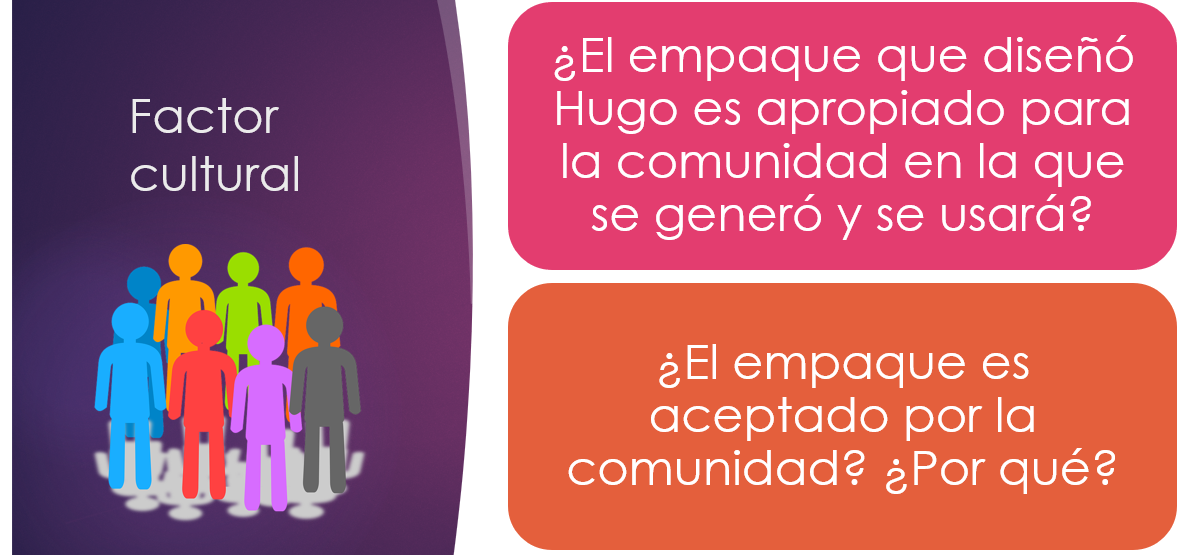 Factor
cultural
¿El empaque que diseñó
Hugo es apropiado para
la comunidad en la que
se generó y se usará?
¿El empaque es
aceptado por la
comunidad? ¿Por qué?